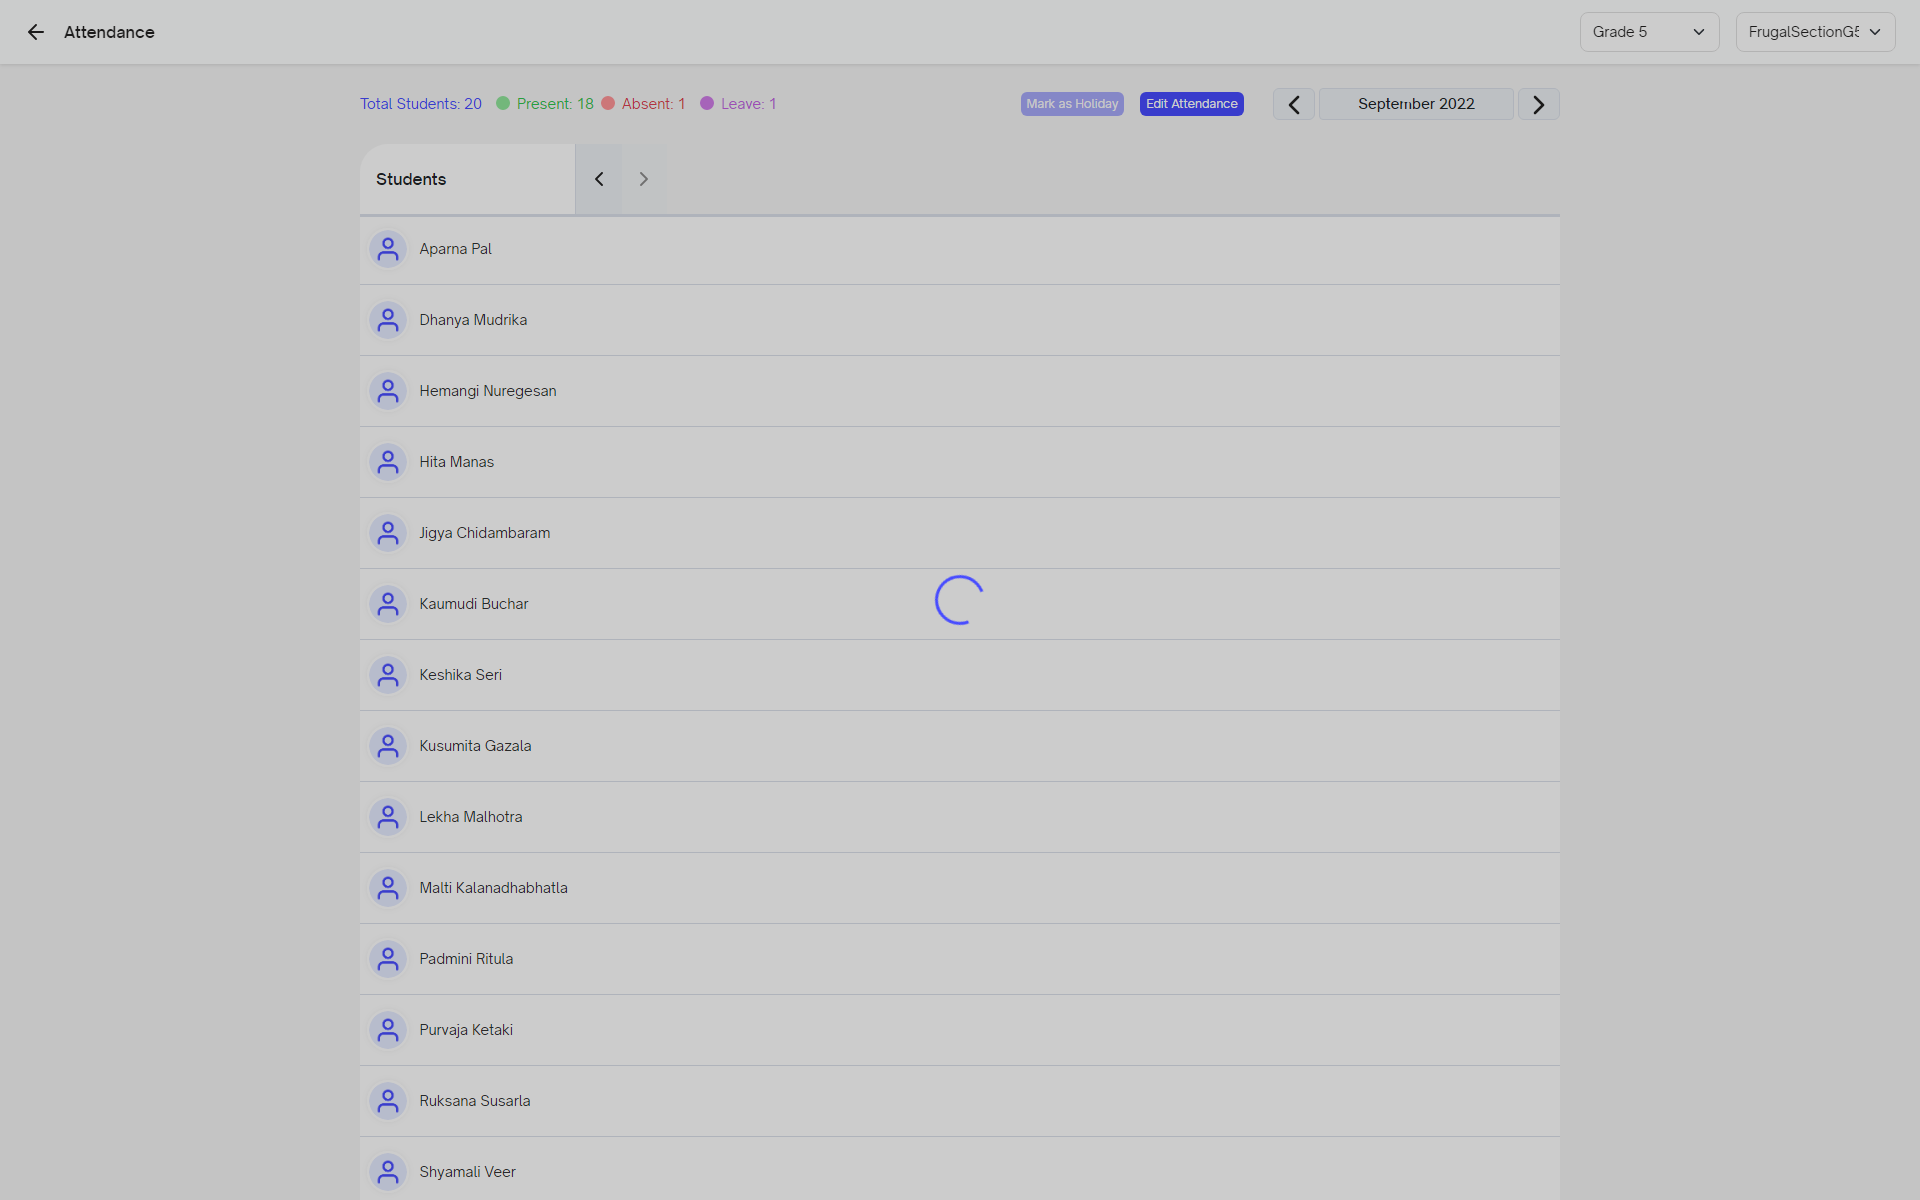 Attendance
Grade 5
FrugalSectionG5
Total Students: 20
Present: 18
Absent: 1
Leave: 1
Mark as Holiday
Edit Attendance
September 2022
Students
Aparna Pal
Dhanya Mudrika
Hemangi Nuregesan
Hita Manas
Jigya Chidambaram
Kaumudi Buchar
Keshika Seri
Kusumita Gazala
Lekha Malhotra
Malti Kalanadhabhatla
Padmini Ritula
Purvaja Ketaki
Ruksana Susarla
Shyamali Veer